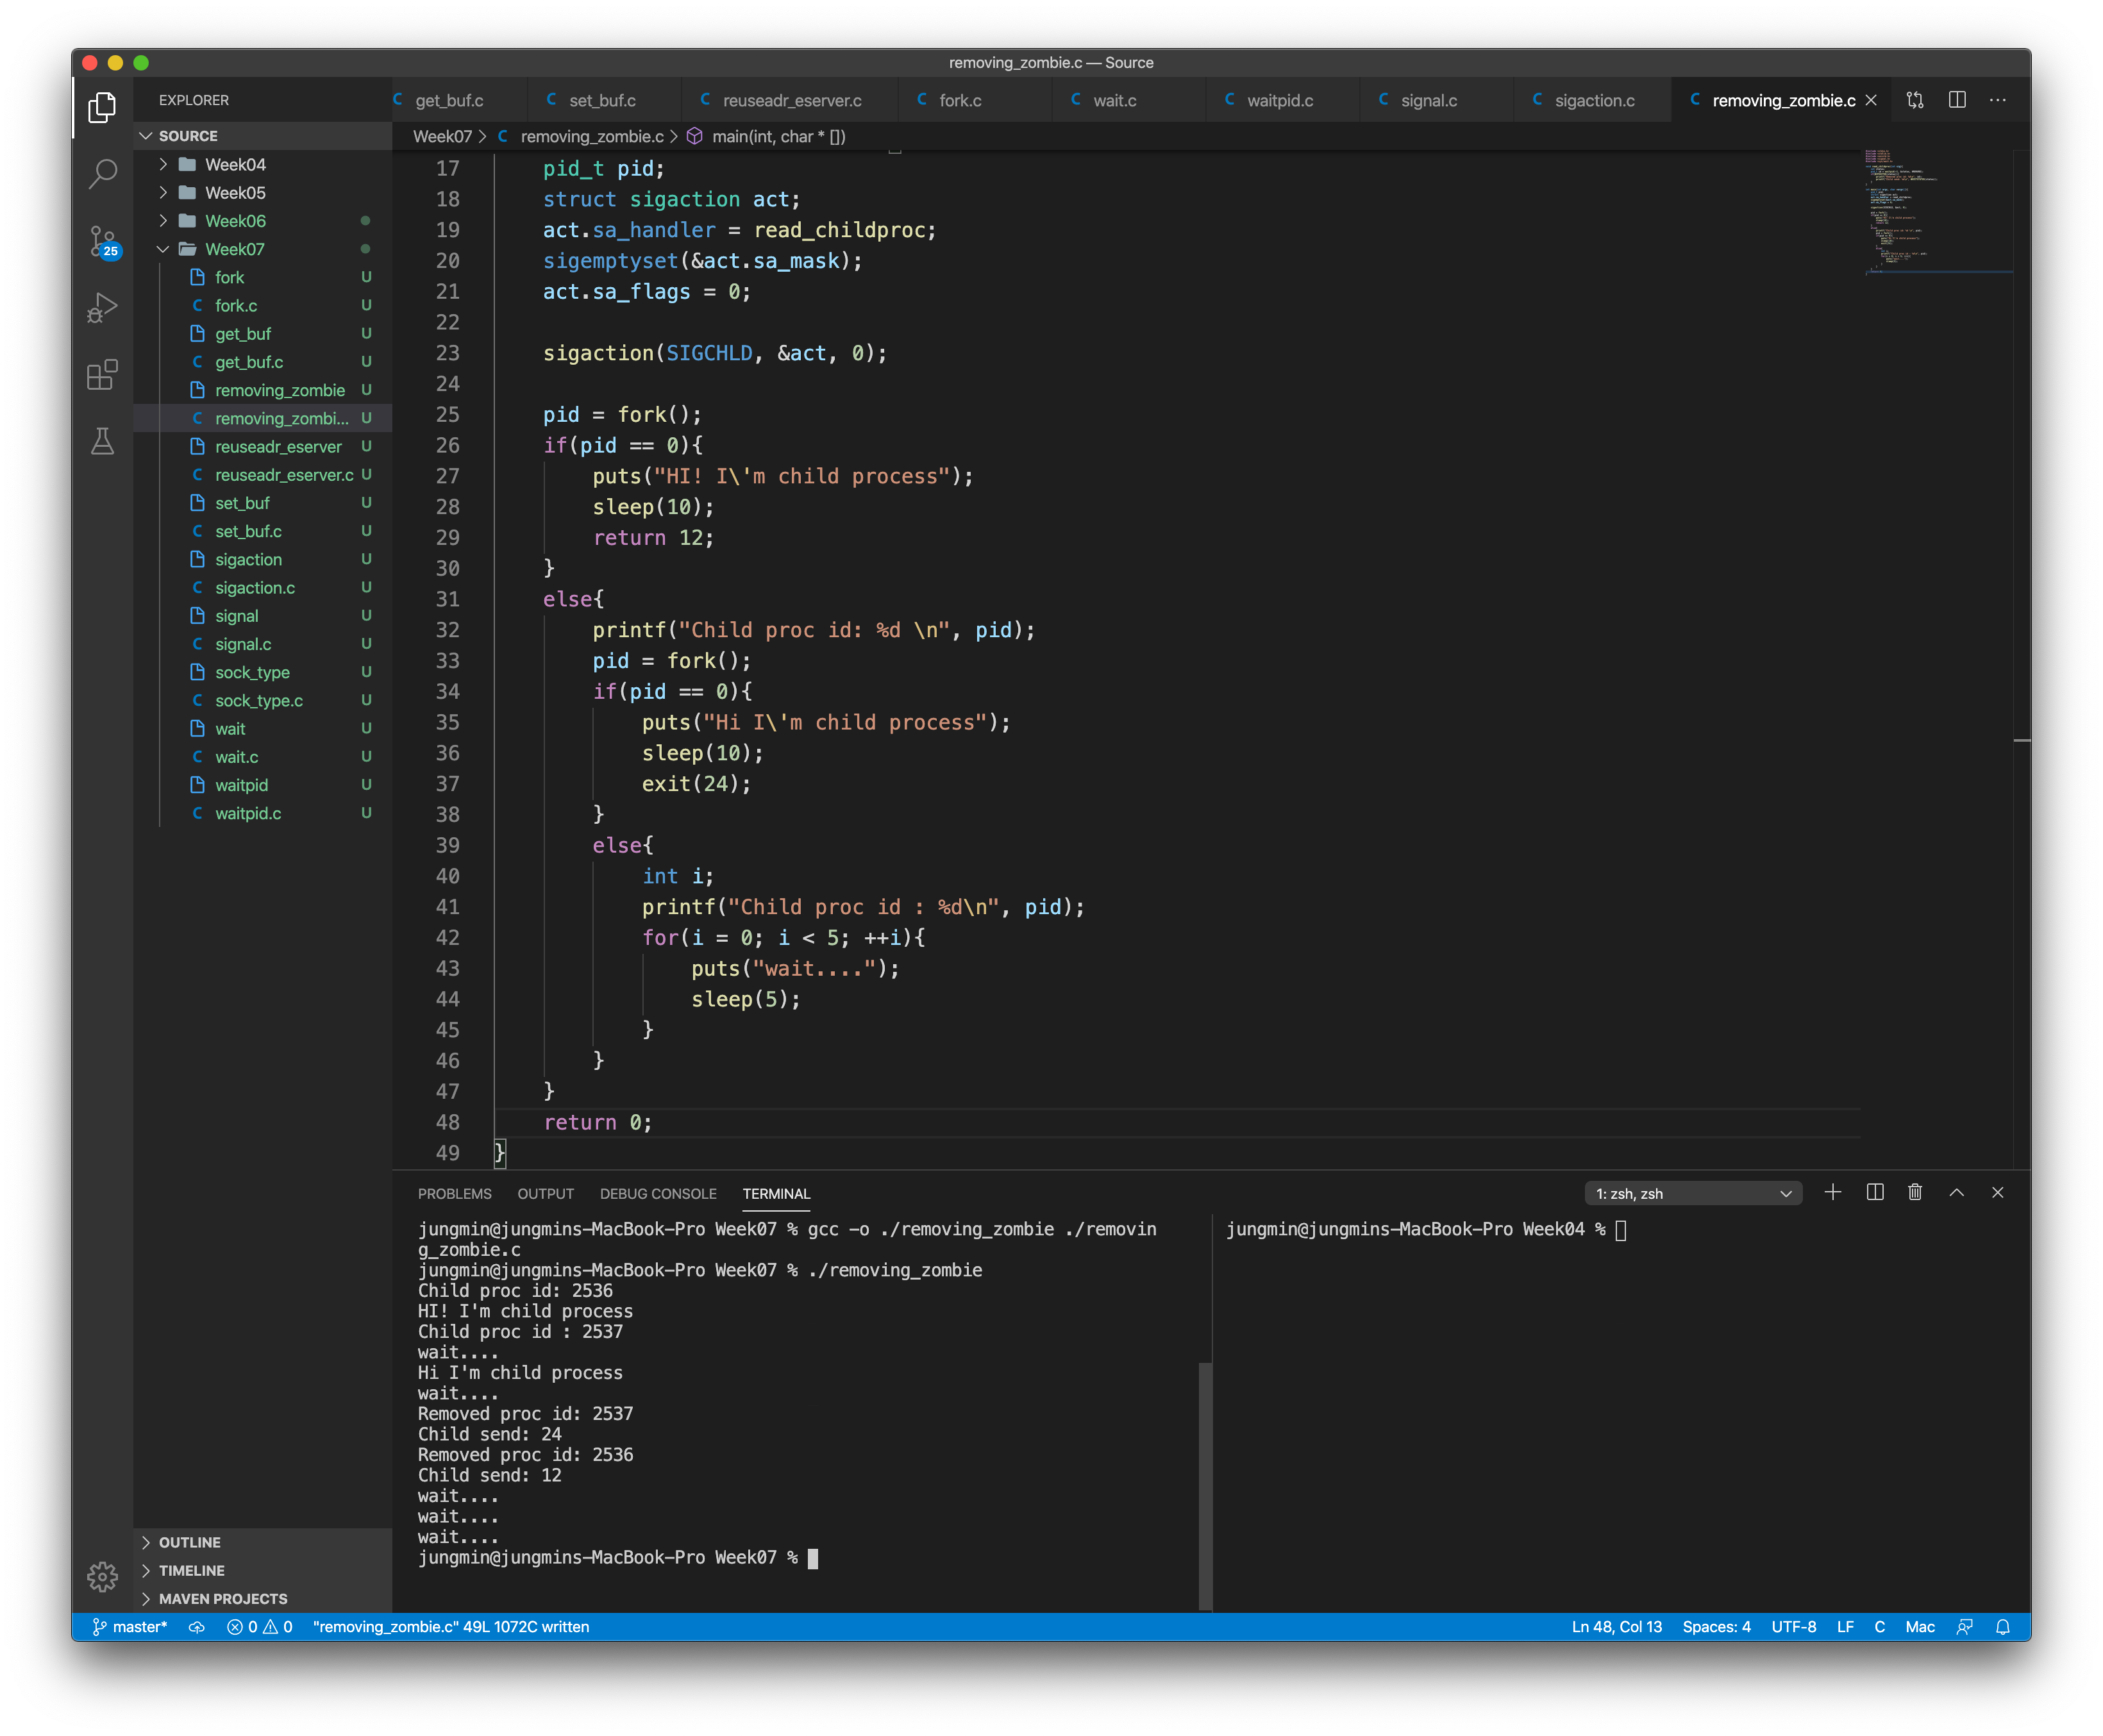 removing_zombie.c — Source
EXPLORER
get_buf.c
set_buf.c
reuseadr_eserver.c
fork.c
wait.c
waitpid.c
signal.c
sigaction.c
removing_zombie.c
SOURCE
Week04
Week05
Week06
Week07
fork U
fork.c U
get_buf U
get_buf.c U
removing_zombie U
removing_zombi... U
reuseadr_eserver U
reuseadr_eserver.c U
set_buf U
set_buf.c U
sigaction U
sigaction.c U
signal U
signal.c U
sock_type U
sock_type.c U
wait U
wait.c U
waitpid U
waitpid.c U
25
OUTLINE
TIMELINE
MAVEN PROJECTS
Week07 > C removing_zombie.c > main(int, char * [])
17 pid_t pid;
18 struct sigaction act;
19 act.sa_handler = read_childproc;
20 sigemptyset(&act.sa_mask);
21 act.sa_flags = 0;
22
23 sigaction(SIGCHLD, &act, 0);
24
25 pid = fork();
26 if(pid == 0){
27 puts("HI! I\'m child process");
28 sleep(10);
29 return 12;
30 }
31 else{
32 printf("Child proc id: %d \n", pid);
33 pid = fork();
34 if(pid == 0){
35 puts("Hi I\'m child process");
36 sleep(10);
37 exit(24);
38 }
39 else{
40 int i;
41 printf("Child proc id : %d\n", pid);
42 for(i = 0; i < 5; ++i){
43 puts("wait....");
44 sleep(5);
45 }
46 }
47 }
48 return 0;
49 }
PROBLEMS OUTPUT DEBUG CONSOLE TERMINAL
1: zsh, zsh
jungmin@jungmins-MacBook-Pro Week07 % gcc -o ./removing_zombie ./removin
g_zombie.c
jungmin@jungmins-MacBook-Pro Week07 % ./removing_zombie
Child proc id: 2536
HI! I'm child process
Child proc id : 2537
wait....
Hi I'm child process
wait....
Removed proc id: 2537
Child send: 24
Removed proc id: 2536
Child send: 12
wait....
wait....
wait....
jungmin@jungmins-MacBook-Pro Week07 %
jungmin@jungmins-MacBook-Pro Week04 %
master* 0 0 "removing_zombie.c" 49L 1072C written
Ln 48, Col 13 Spaces: 4 UTF-8 LF C Mac